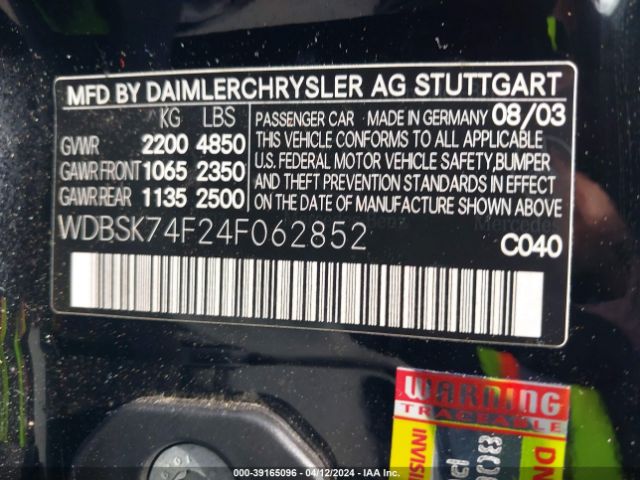 MFD BY DAIMLERCHRYSLER AG STUTTGART
KG LBS
GVWR 2200 4850
GAWR FRONT 1065 2350
GAWR REAR 1135 2500
PASSENGER CAR MADE IN GERMANY 08/03
THIS VEHICLE CONFORMS TO ALL APPLICABLE
U.S. FEDERAL MOTOR VEHICLE SAFETY, BUMPER
AND THEFT PREVENTION STANDARDS IN EFFECT
ON THE DATE OF MANUFACTURE SHOWN ABOVE
WDBSK74F24F062852
C040
WARNING
TRACEABLE
INVISI
DN
000-39165096 - 04/12/2024 - IAA Inc.